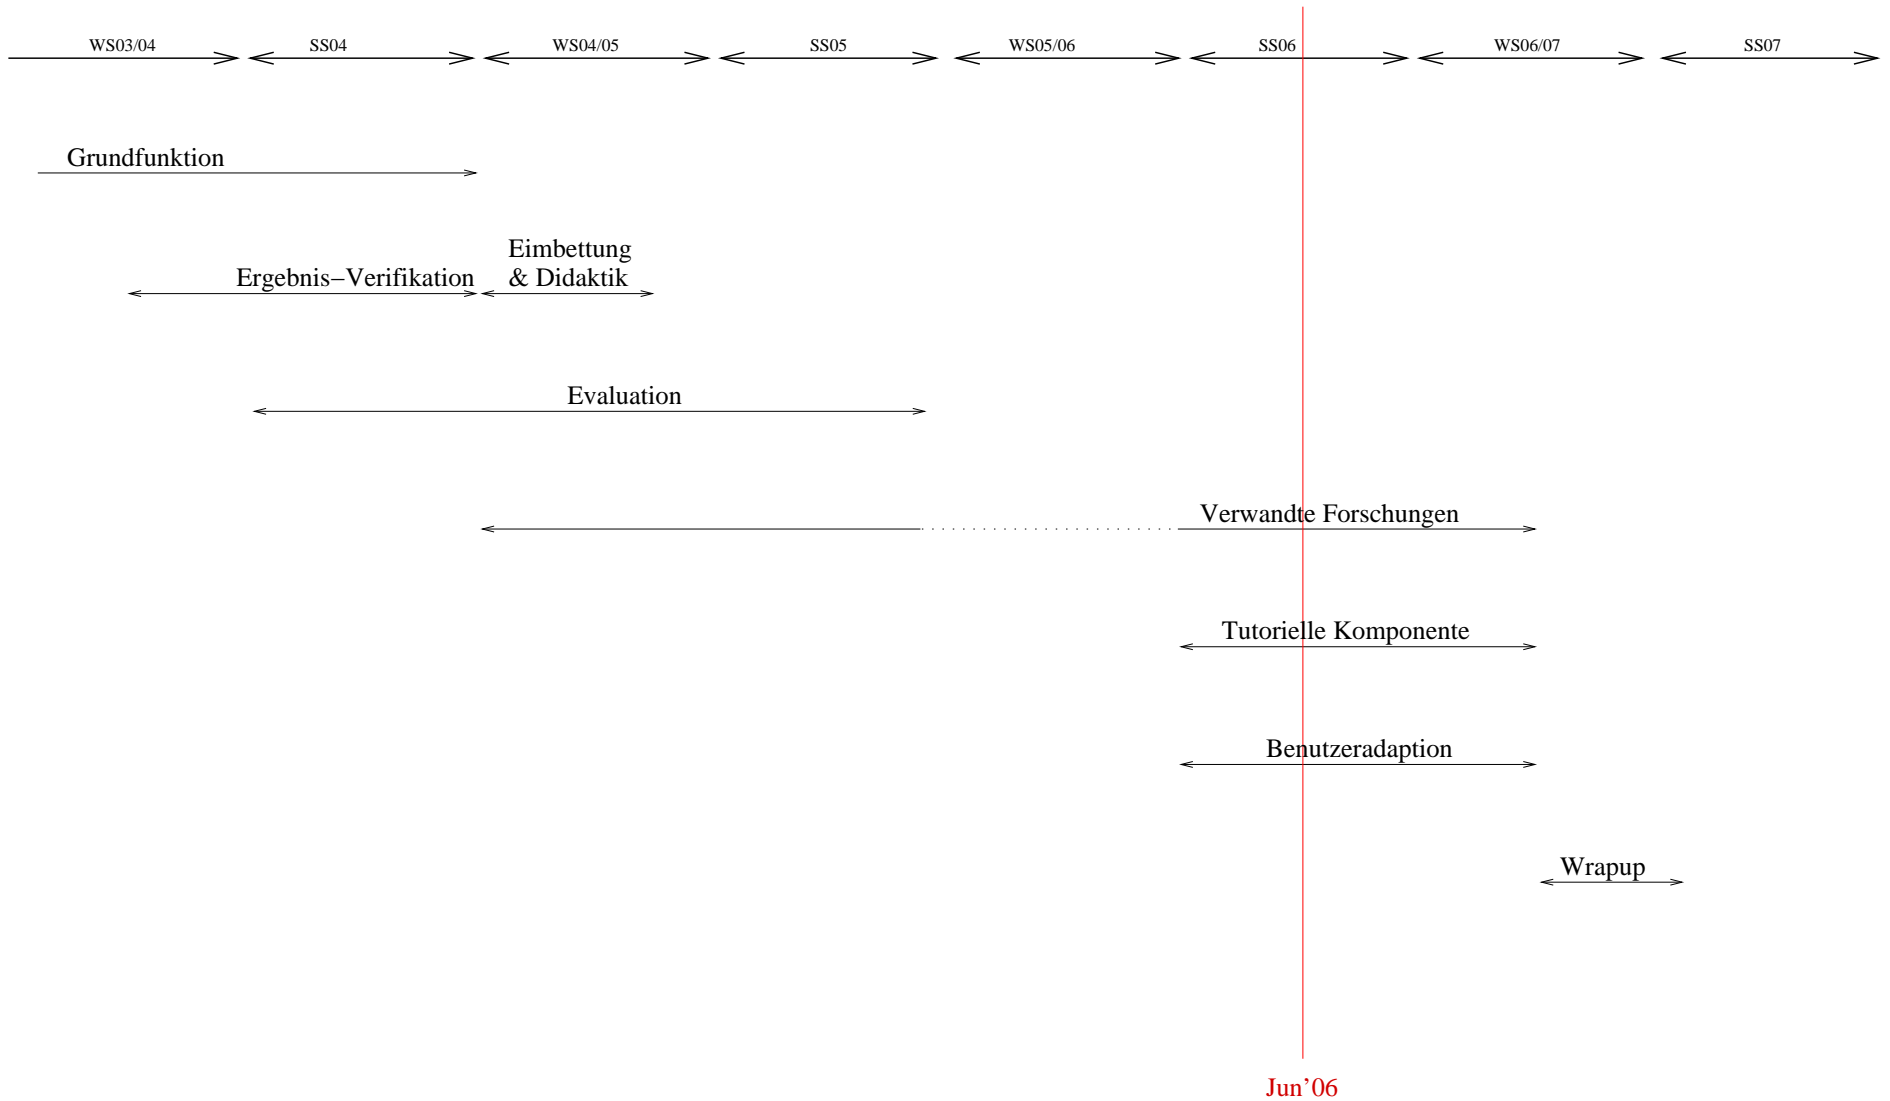 WS03/04
SS04
WS04/05
SS05
WS05/06
SS06
WS06/07
SS07
Grundfunktion
Ergebnis–Verifikation
Eimbettung
& Didaktik
Evaluation
Verwandte Forschungen
Tutorielle Komponente
Benutzeradaption
Wrapup
Jun’06